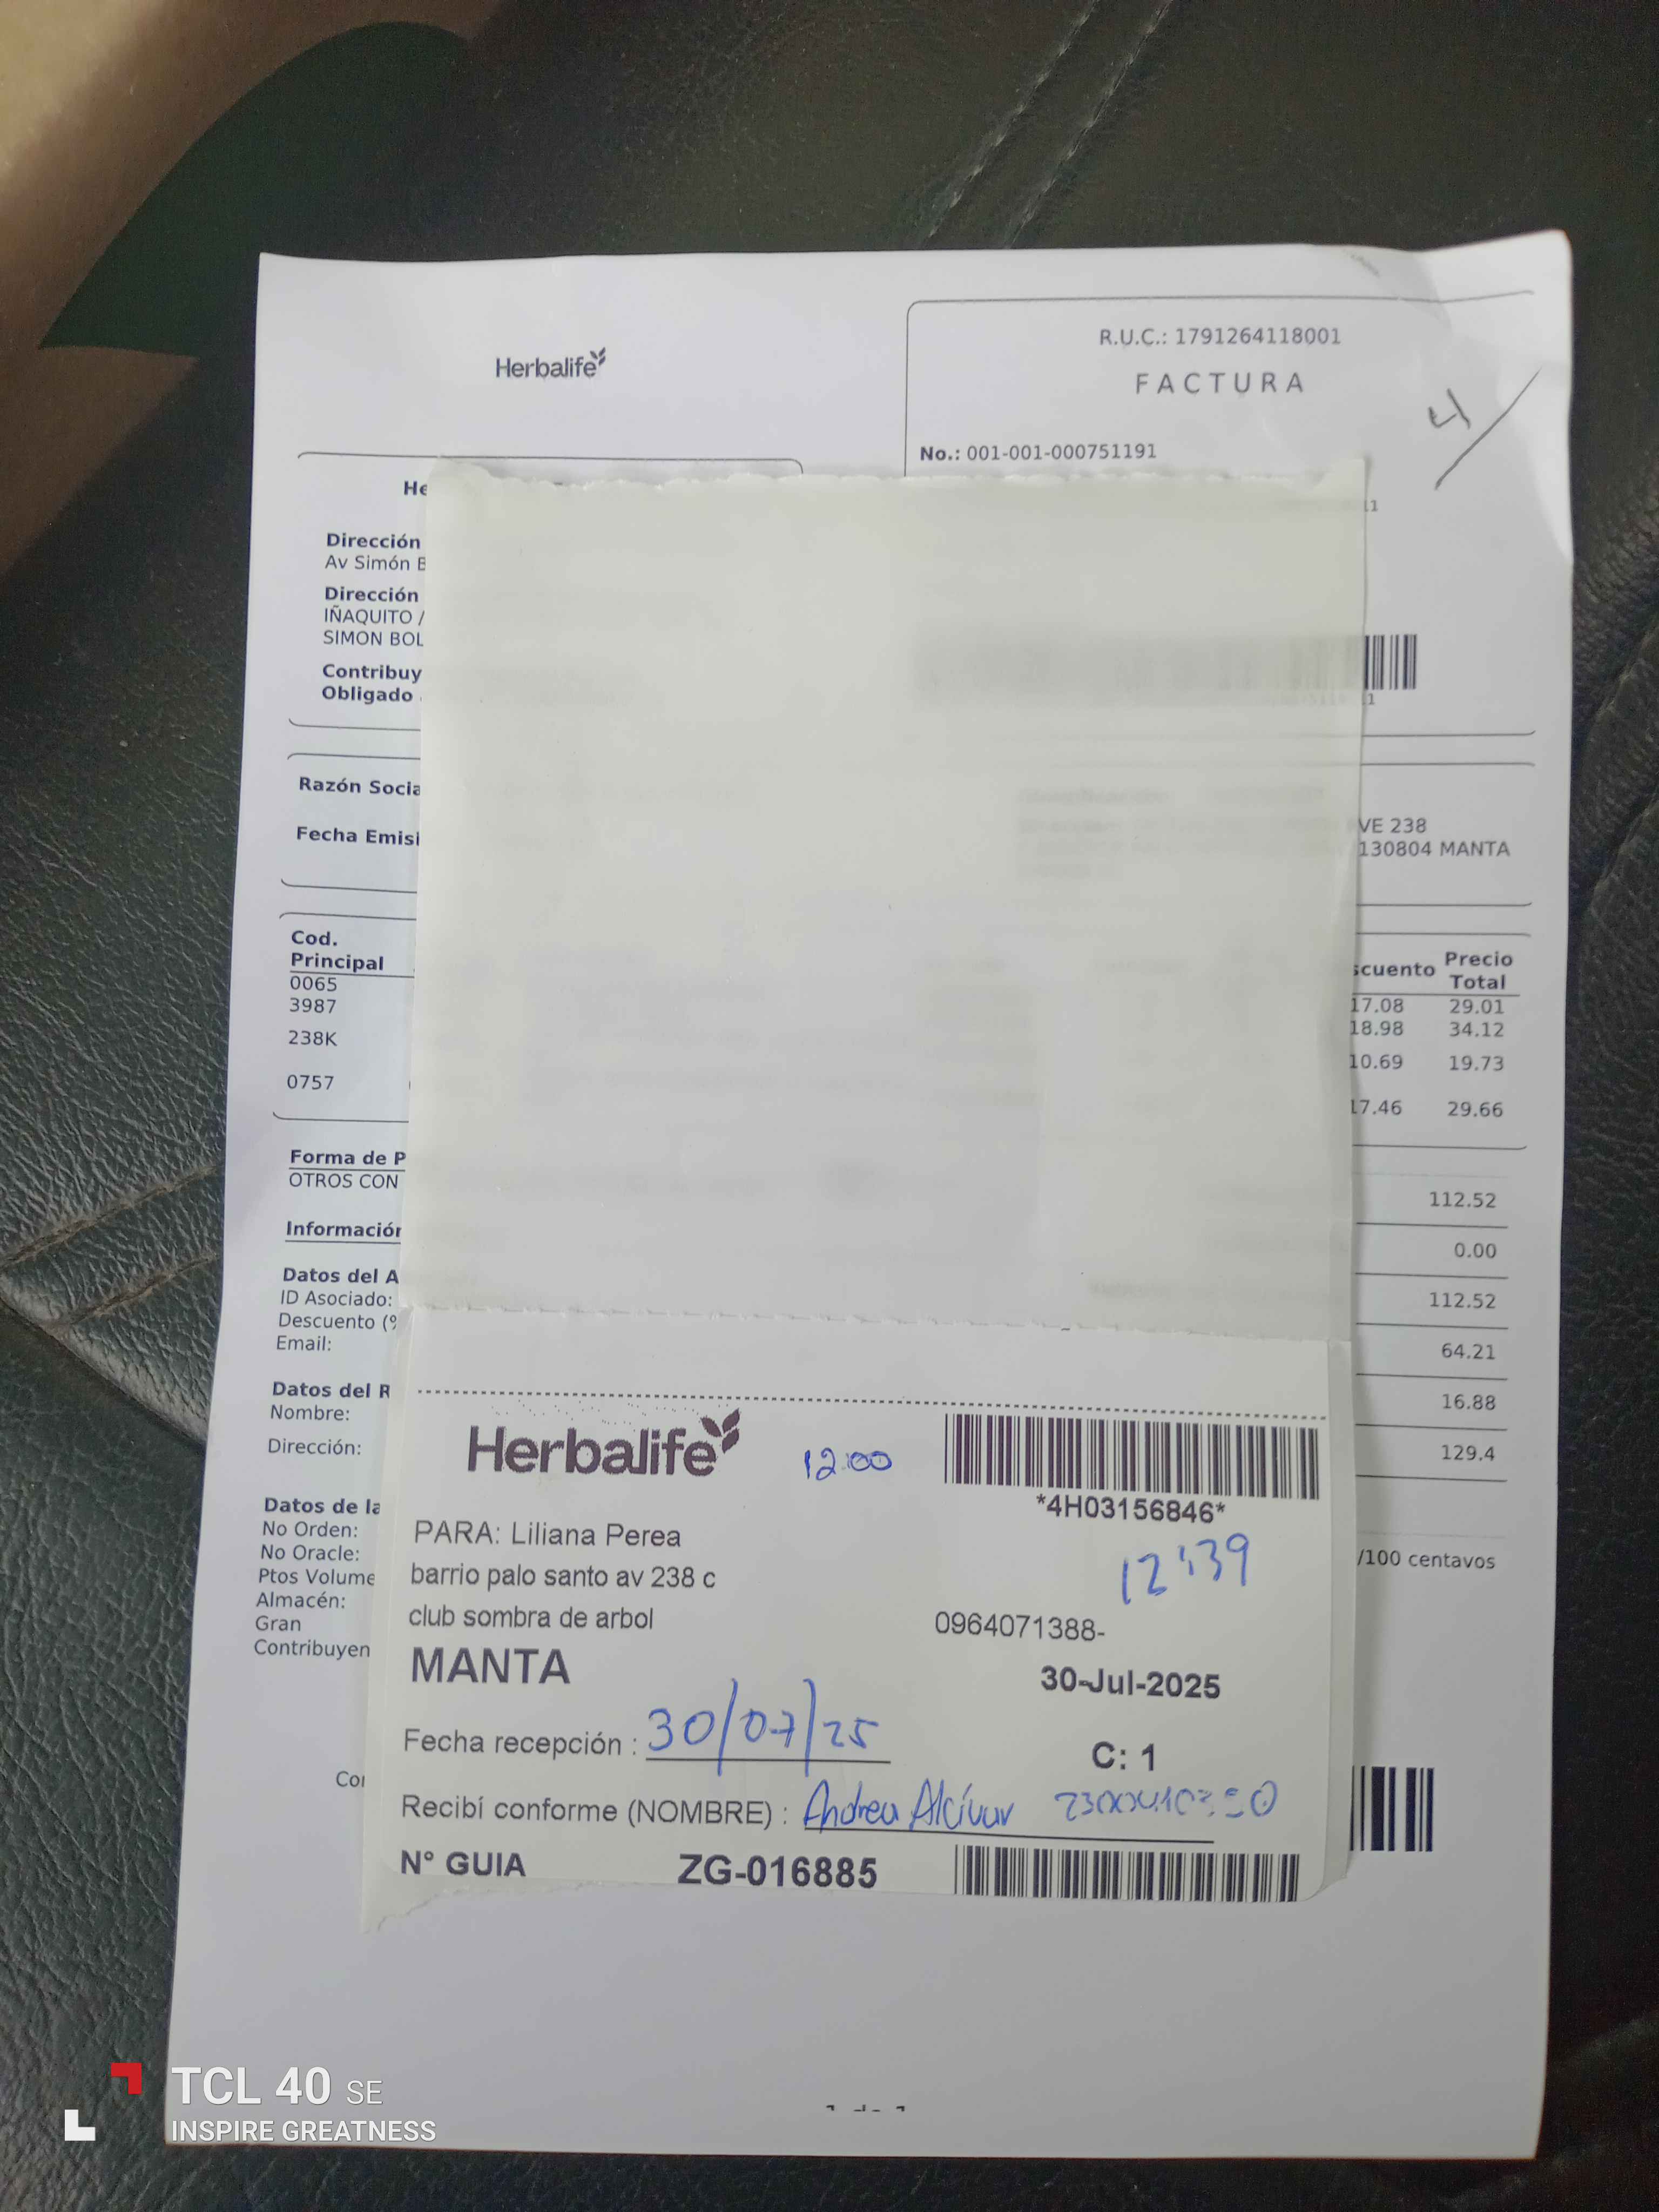 Herbalife
R.U.C.: 1791264118001
FACTURA
4/
No.: 001-001-000751191
He
11
Dirección
Av Simón B
Dirección
IÑAQUITO /
SIMON BOL
Contribuy
Obligado
1
Razón Socia
Fecha Emisi
VE 238
130804 MANTA
Cod.
Principal
scuento Precio
Total
0065 17.08 29.01
3987 18.98 34.12
238K 10.69 19.73
0757 17.46 29.66
Forma de P
OTROS CON
112.52
Información
0.00
Datos del A
ID Asociado: 112.52
Descuento (%
Email: 64.21
Datos del R
Nombre: 16.88
Dirección: 129.4
Datos de la
No Orden:
No Oracle: /100 centavos
Ptos Volume
Almacén:
Gran
Contribuyen
Co
Herbalife 12:00
*4H03156846*
PARA: Liliana Perea
12:39
barrio palo santo av 238 c
club sombra de arbol 0964071388-
MANTA 30-Jul-2025
Fecha recepción : 30/07/25
C: 1
Recibí conforme (NOMBRE) : Andrea Alcívar
N° GUIA ZG-016885
TCL 40 SE
INSPIRE GREATNESS